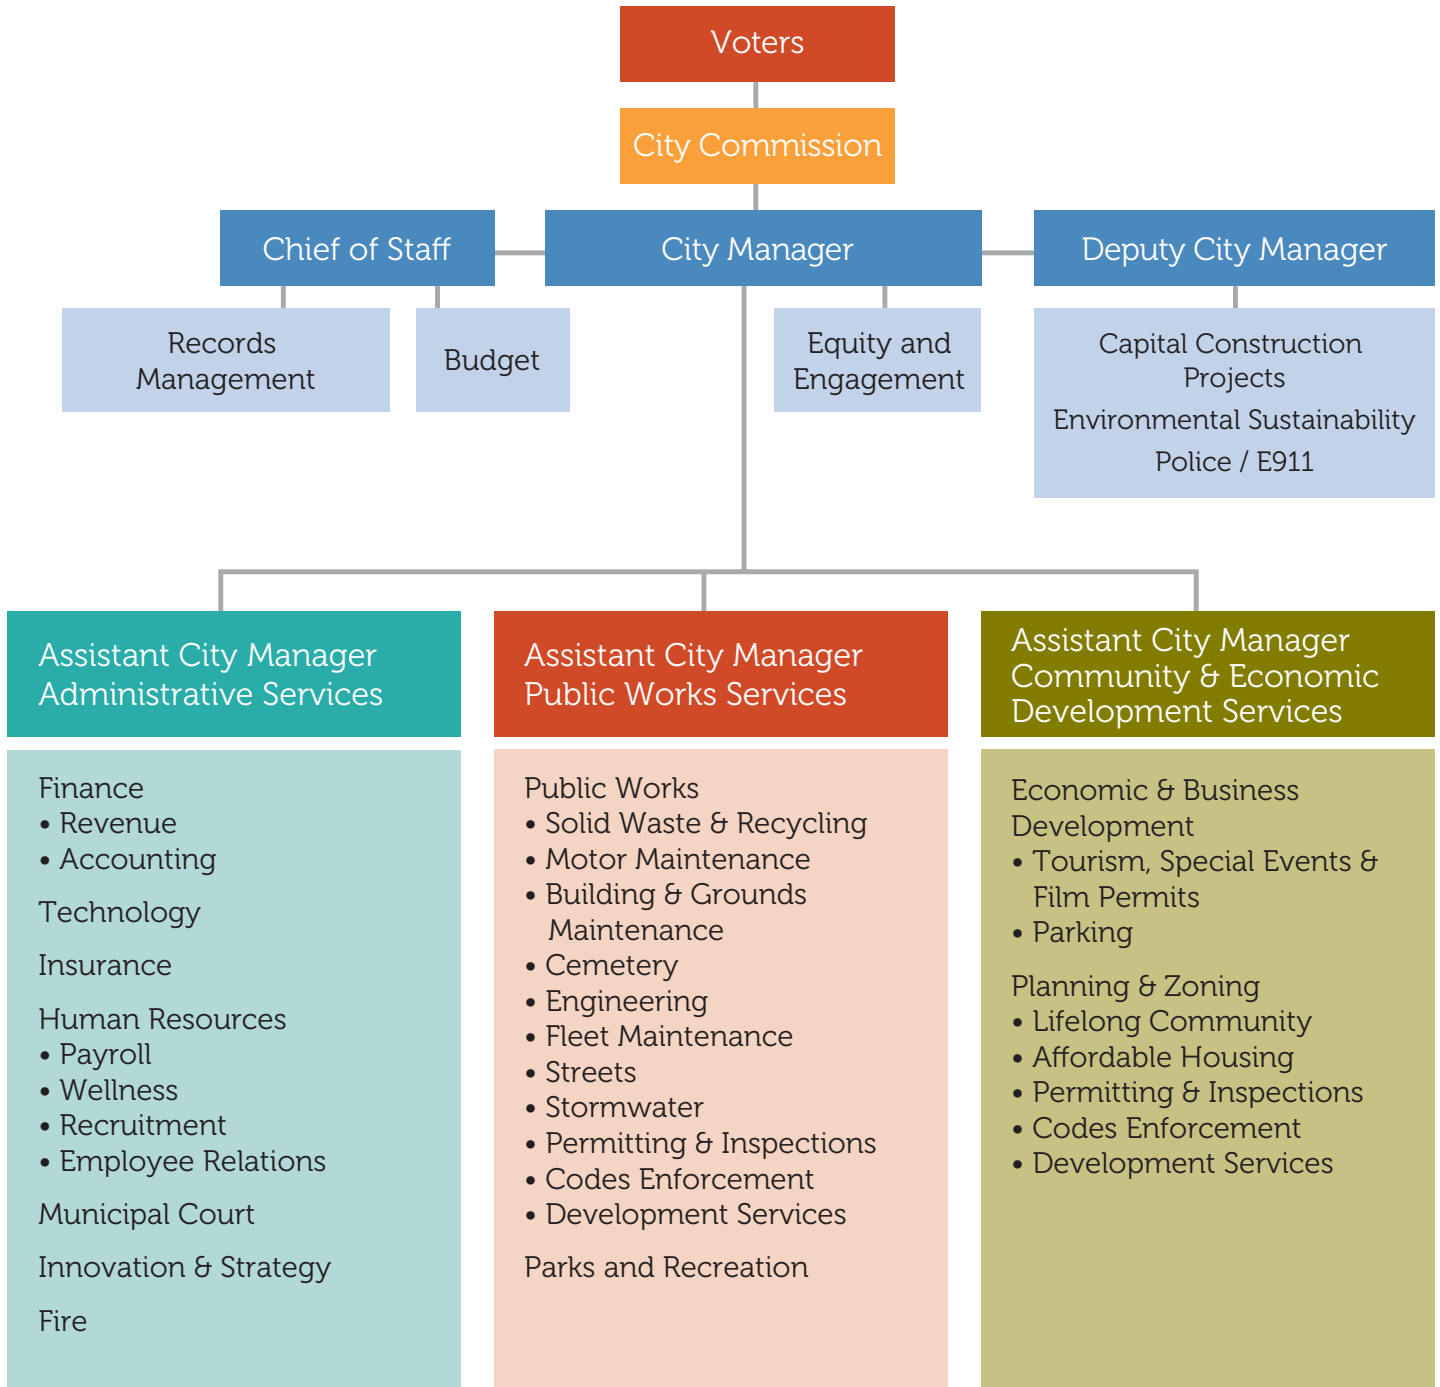 Voters
City Commission
Chief of Staff
City Manager
Deputy City Manager
Records
Management
Budget
Equity and
Engagement
Capital Construction
Projects
Environmental Sustainability
Police / E911
Assistant City Manager
Administrative Services
Finance
• Revenue
• Accounting
Technology
Insurance
Human Resources
• Payroll
• Wellness
• Recruitment
• Employee Relations
Municipal Court
Innovation & Strategy
Fire
Assistant City Manager
Public Works Services
Public Works
• Solid Waste & Recycling
• Motor Maintenance
• Building & Grounds
Maintenance
• Cemetery
• Engineering
• Fleet Maintenance
• Streets
• Stormwater
• Permitting & Inspections
• Codes Enforcement
• Development Services
Parks and Recreation
Assistant City Manager
Community & Economic
Development Services
Economic & Business
Development
• Tourism, Special Events &
Film Permits
• Parking
Planning & Zoning
• Lifelong Community
• Affordable Housing
• Permitting & Inspections
• Codes Enforcement
• Development Services